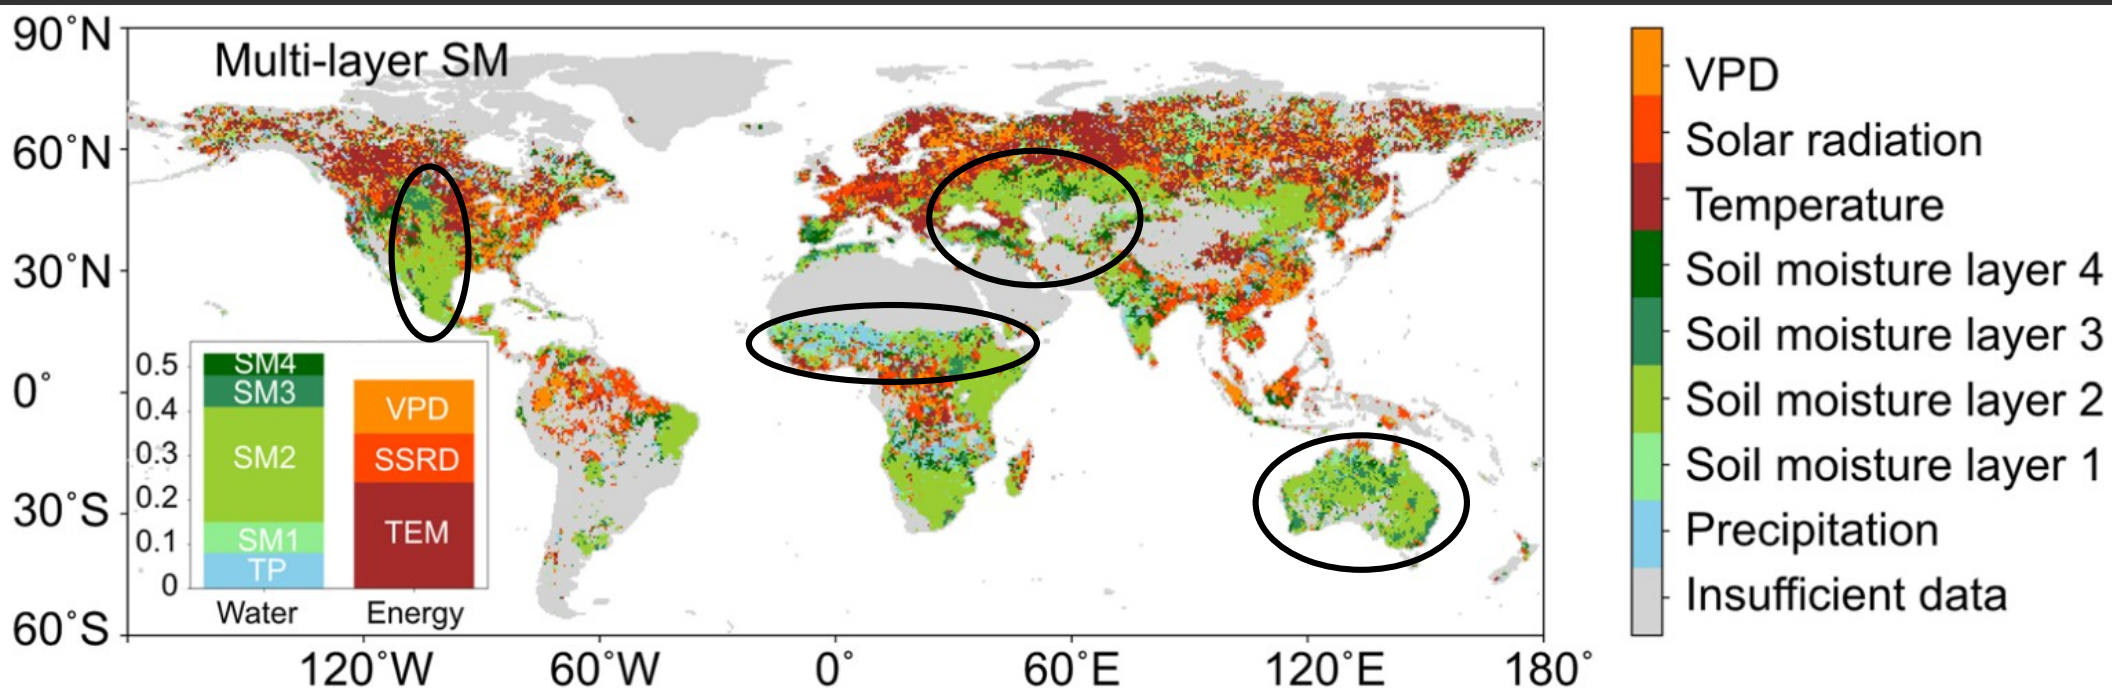 Multi-layer SM
90°N
60°N
30°N
0°
30°S
60°S
120°W
60°W
0°
60°E
120°E
180°
0.5
0.4
0.3
0.2
0.1
0
SM4
SM3
SM2
SM1
TP
VPD
SSRD
TEM
Water
Energy
VPD
Solar radiation
Temperature
Soil moisture layer 4
Soil moisture layer 3
Soil moisture layer 2
Soil moisture layer 1
Precipitation
Insufficient data